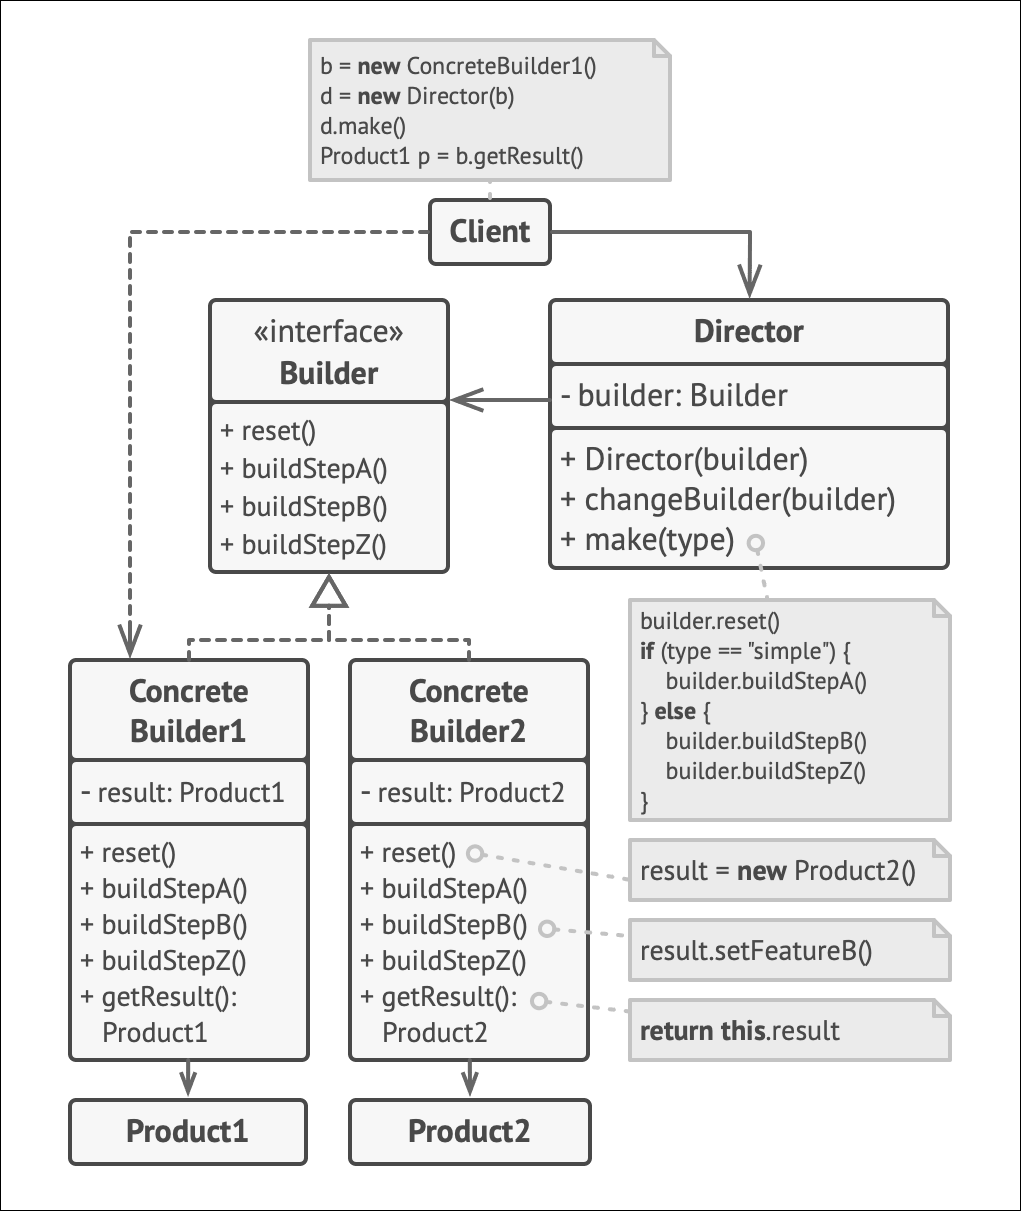 b = new ConcreteBuilder1()
d = new Director(b)
d.make()
Product1 p = b.getResult()
Client
«interface»
Builder
+ reset()
+ buildStepA()
+ buildStepB()
+ buildStepZ()
Director
- builder: Builder
+ Director(builder)
+ changeBuilder(builder)
+ make(type)
builder.reset()
if (type == "simple") {
builder.buildStepA()
} else {
builder.buildStepB()
builder.buildStepZ()
}
Concrete
Builder1
- result: Product1
+ reset()
+ buildStepA()
+ buildStepB()
+ buildStepZ()
+ getResult():
Product1
Concrete
Builder2
- result: Product2
+ reset()
+ buildStepA()
+ buildStepB()
+ buildStepZ()
+ getResult():
Product2
result = new Product2()
result.setFeatureB()
return this.result
Product1
Product2